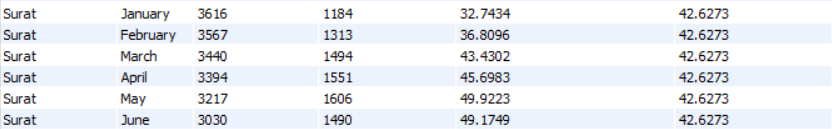 Surat January 3616 1184 32.7434 42.6273
Surat February 3567 1313 36.8096 42.6273
Surat March 3440 1494 43.4302 42.6273
Surat April 3394 1551 45.6983 42.6273
Surat May 3217 1606 49.9223 42.6273
Surat June 3030 1490 49.1749 42.6273